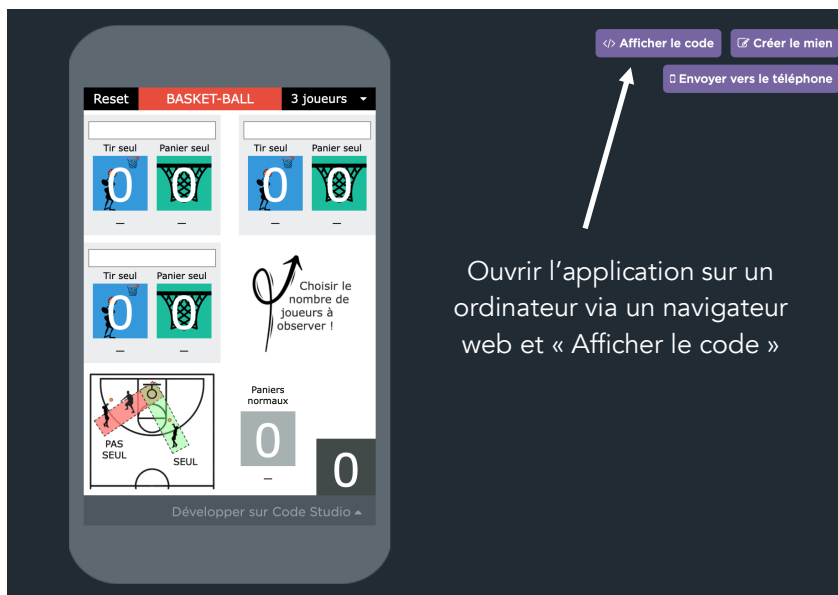 Afficher le code
Créer le mien
Envoyer vers le téléphone
Reset BASKET-BALL 3 joueurs
Tir seul Panier seul
0 0
– –
Tir seul Panier seul
0 0
– –
Tir seul Panier seul
0 0
– –
Choisir le
nombre de
joueurs à
observer !
PAS
SEUL
SEUL
Paniers
normaux
0
–
0
Développer sur Code Studio
Ouvrir l’application sur un
ordinateur via un navigateur
web et « Afficher le code »